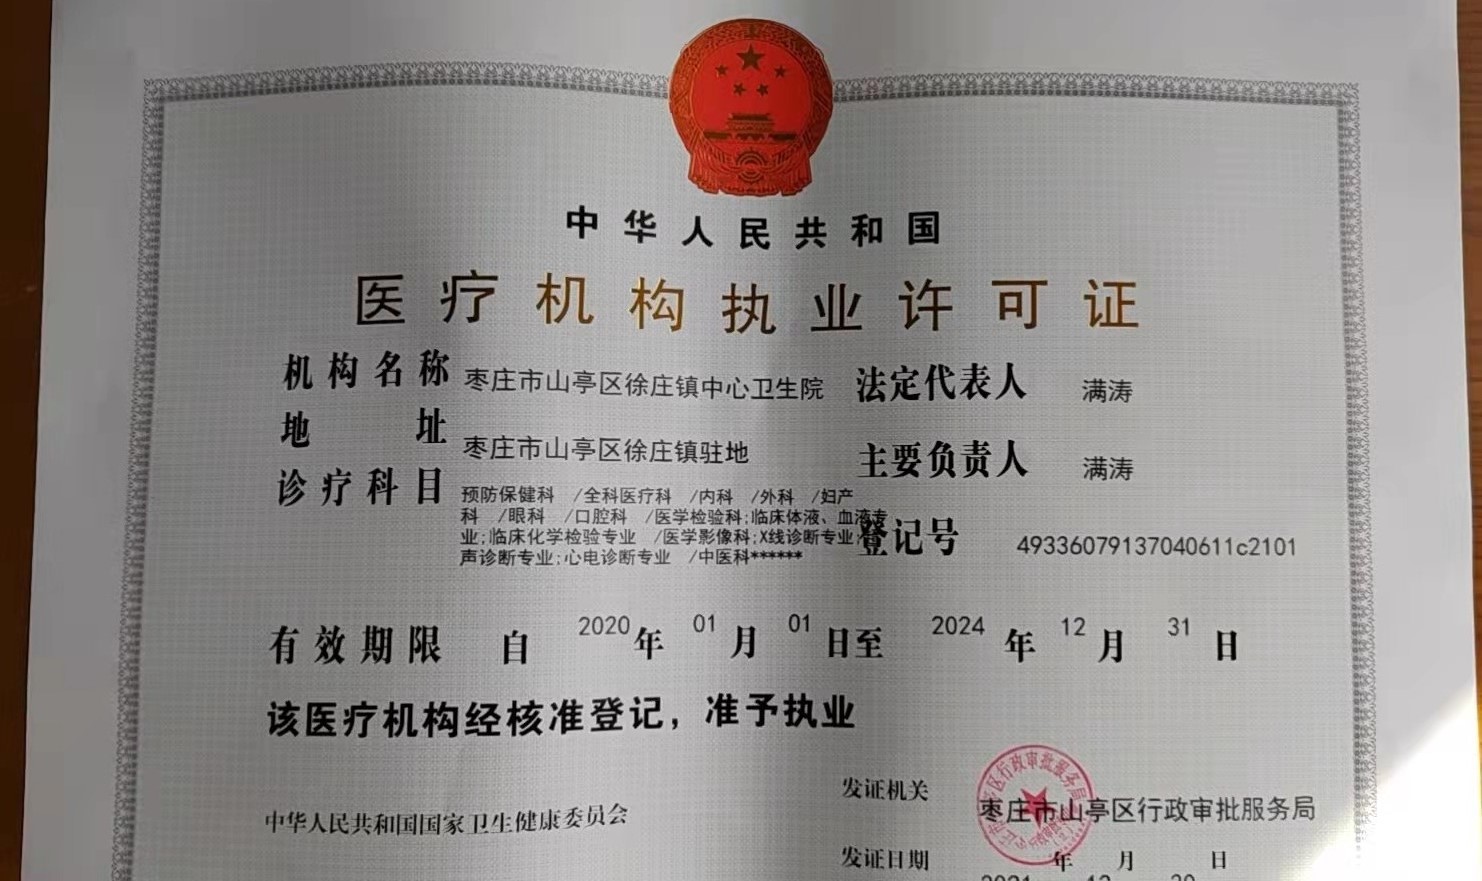 中华人民共和国
医疗机构执业许可证
机构名称 枣庄市山亭区徐庄镇中心卫生院 法定代表人 满涛
地址 枣庄市山亭区徐庄镇驻地 主要负责人 满涛
诊疗科目 预防保健科 /全科医疗科 /内科 /外科 /妇产
科 /眼科 /口腔科 /医学检验科;临床体液、血液专
业;临床化学检验专业 /医学影像科;X线诊断专业;
声诊断专业;心电诊断专业 /中医科******
登记号 49336079137040611c2101
有效期限 自 2020 年 01 月 01 日至 2024 年 12 月 31 日
该医疗机构经核准登记，准予执业
发证机关 枣庄市山亭区行政审批服务局
中华人民共和国国家卫生健康委员会
发证日期 年 月 日